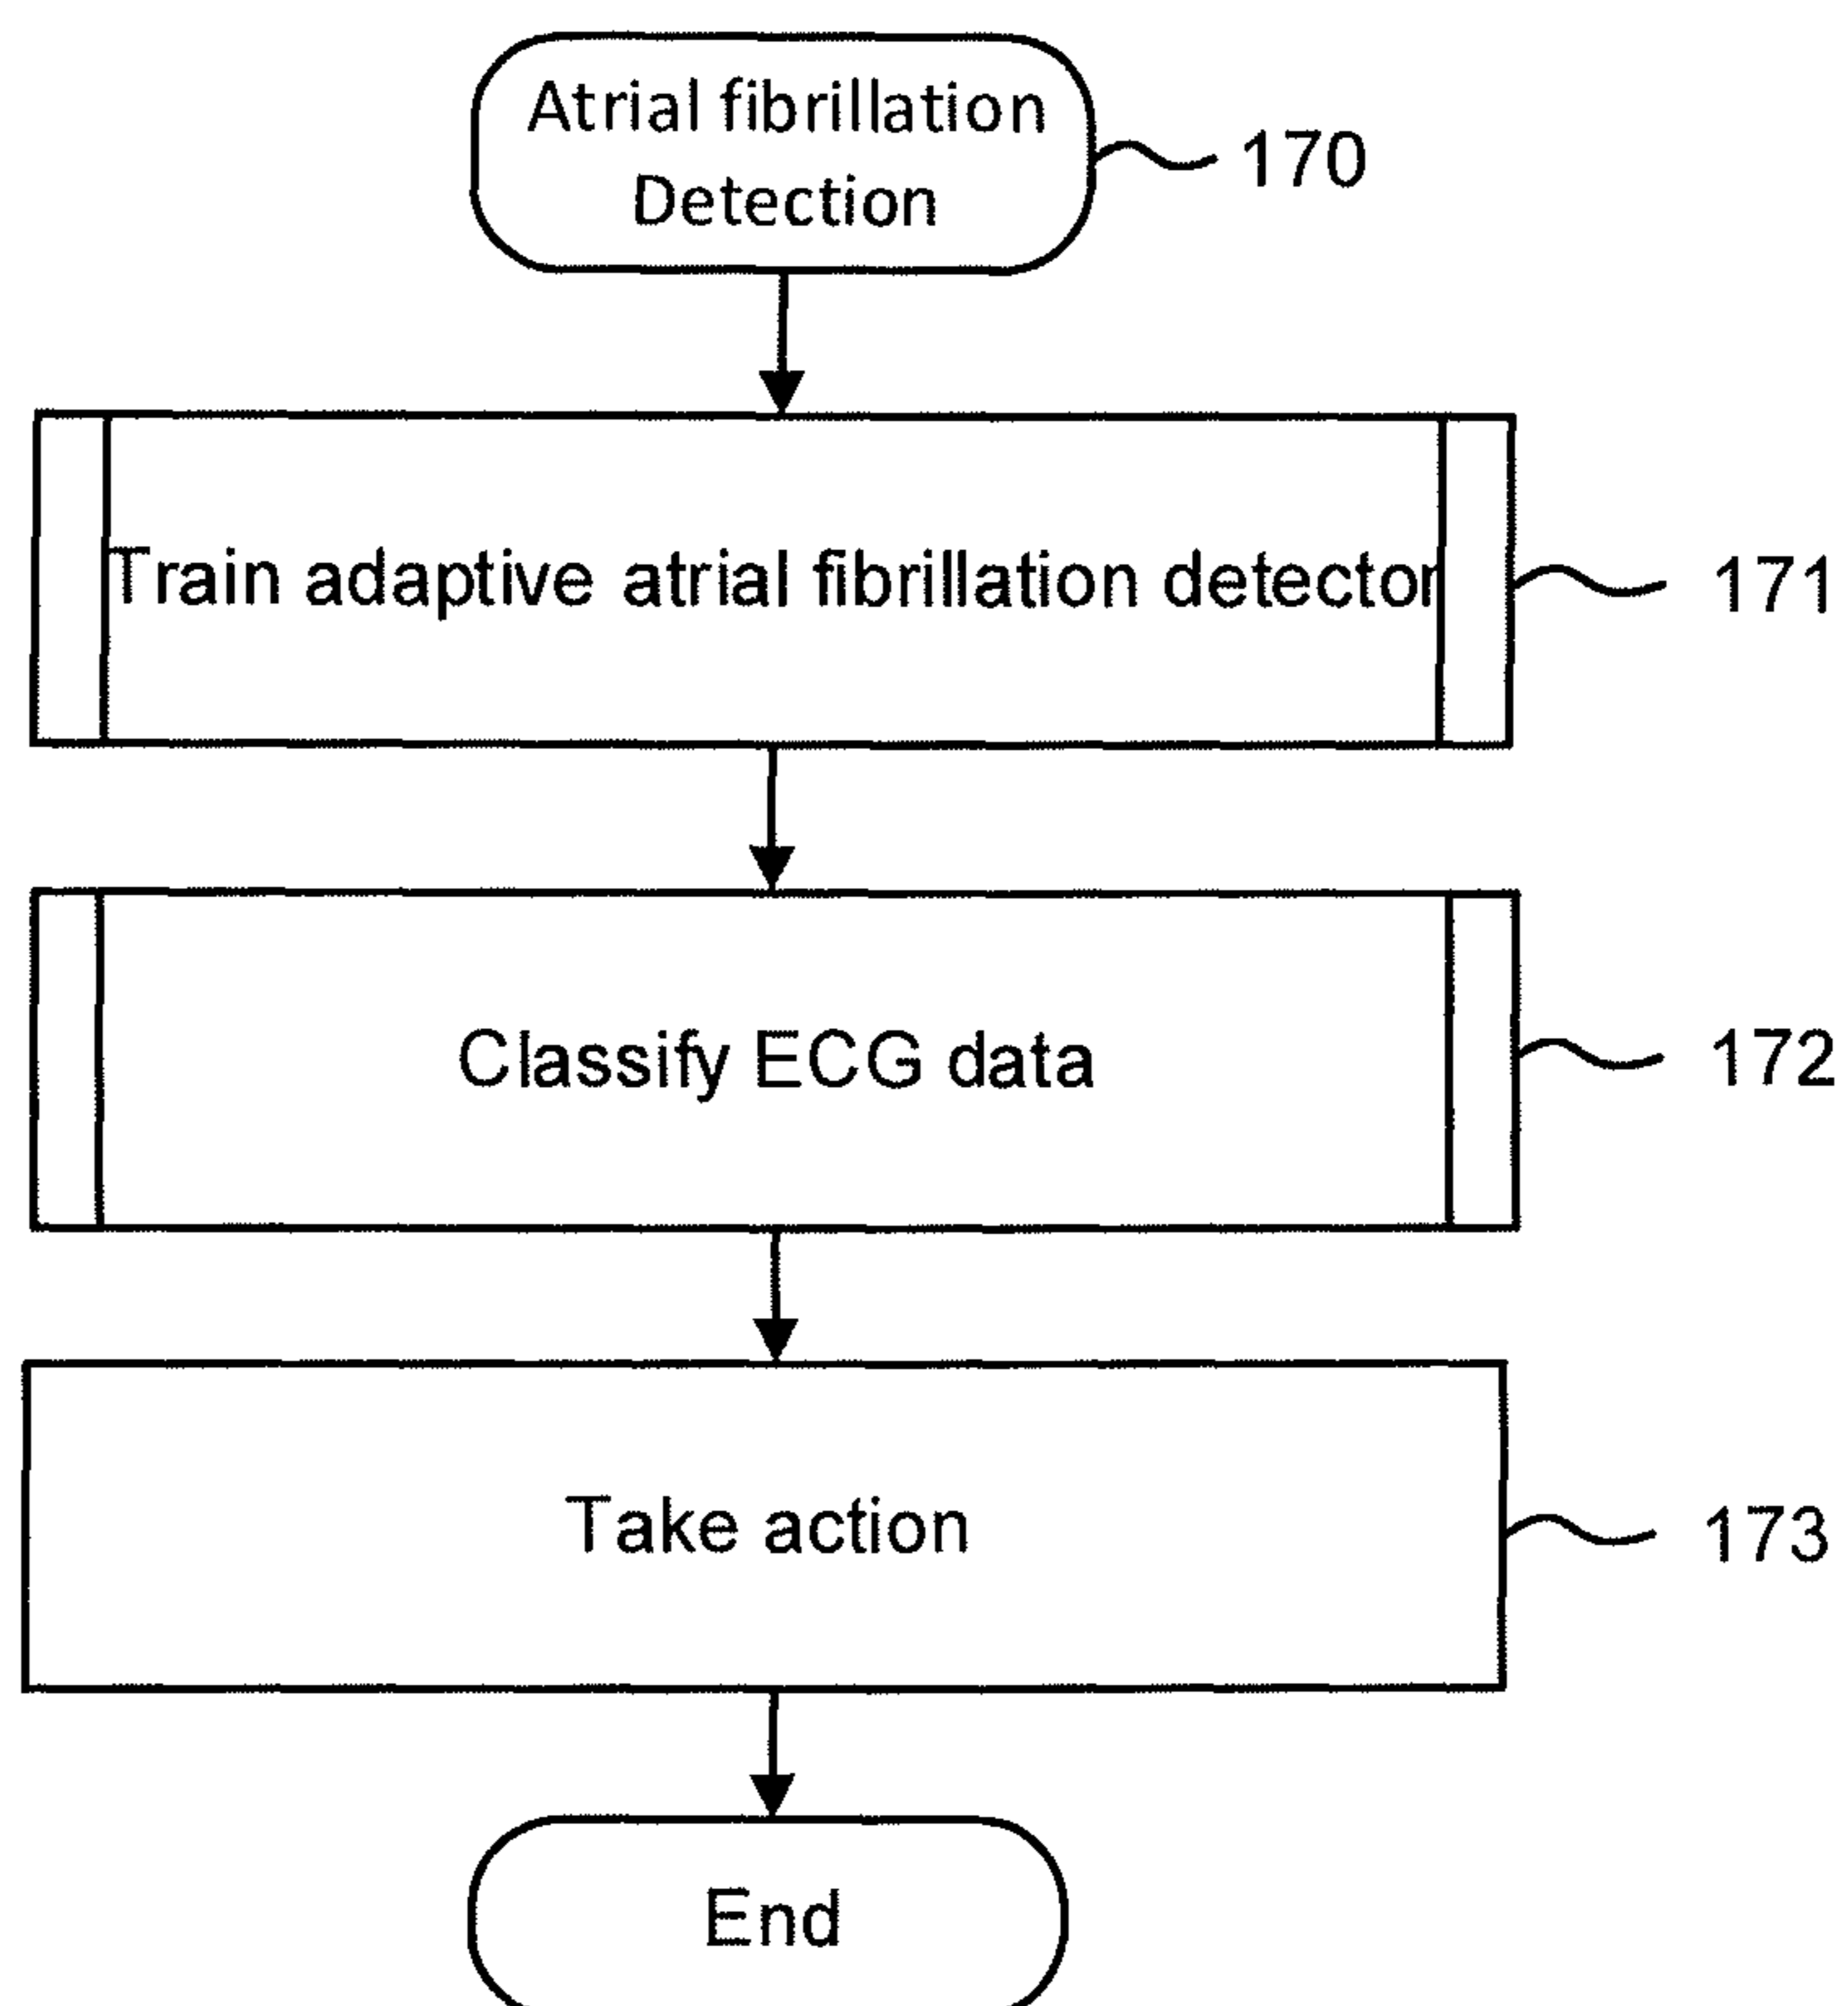 Atrial fibrillation
Detection
170
Train adaptive atrial fibrillation detector
171
Classify ECG data
172
Take action
173
End